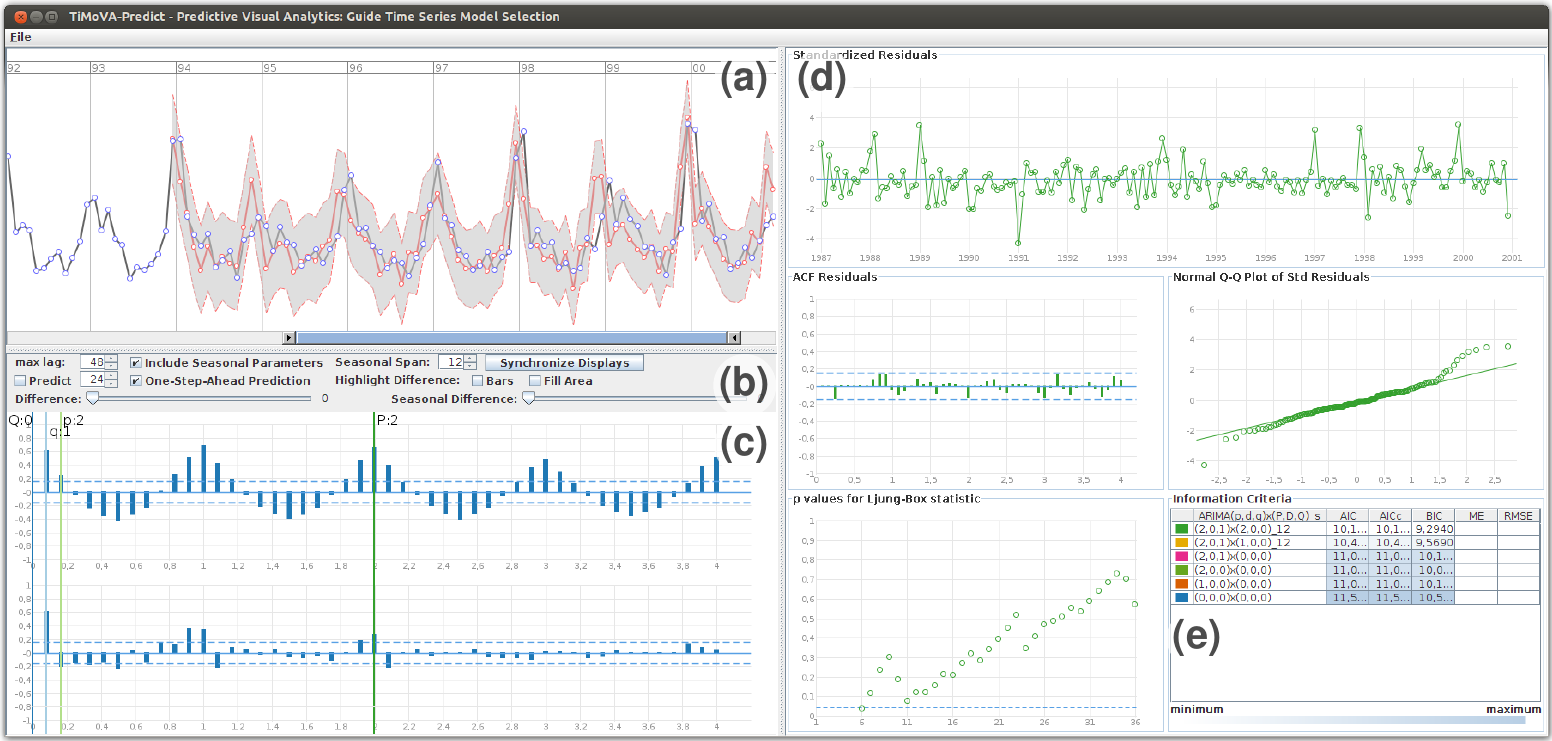 TiMoVA-Predict - Predictive Visual Analytics: Guide Time Series Model Selection
File
92 93 94 95 96 97 98 99 00
(a)
max lag: 48 Include Seasonal Parameters Seasonal Span: 12 Synchronize Displays
Predict 24 One-Step-Ahead Prediction Highlight Difference: Bars Fill Area
(b)
Difference: 0 Seasonal Difference:
Q:0 p:2 P:2
q:1
(c)
0,8
0,6
0,4
0,2
-0
-0,2
-0,4
-0,6
-0,8
-1
0,2 0,4 0,6 0,8 1 1,2 1,4 1,6 1,8 2 2,2 2,4 2,6 2,8 3 3,2 3,4 3,6 3,8 4
0,8
0,6
0,4
0,2
-0
-0,2
-0,4
-0,6
-0,8
-1
0 0,2 0,4 0,6 0,8 1 1,2 1,4 1,6 1,8 2 2,2 2,4 2,6 2,8 3 3,2 3,4 3,6 3,8 4
Standardized Residuals
(d)
4
2
0
-2
-4
1987 1988 1989 1990 1991 1992 1993 1994 1995 1996 1997 1998 1999 2000 2001
ACF Residuals
1
0,8
0,6
0,4
0,2
-0
-0,2
-0,4
-0,6
-0,8
-1
0 0,5 1 1,5 2 2,5 3 3,5 4
Normal Q-Q Plot of Std Residuals
6
4
2
0
-2
-4
-2,5 -2 -1,5 -1 -0,5 0 0,5 1 1,5 2 2,5
p values for Ljung-Box statistic
1
0,9
0,8
0,7
0,6
0,5
0,4
0,3
0,2
0,1
0
1 6 11 16 21 26 31 36
Information Criteria
ARIMA(p,d,q)x(P,D,Q)_s AIC AICc BIC ME RMSE
(2,0,1)x(2,0,0)_12 10,1... 10,1... 9,2940
(2,0,1)x(1,0,0)_12 10,4... 10,4... 9,5690
(2,0,1)x(0,0,0) 11,0... 11,0... 10,1...
(2,0,0)x(0,0,0) 11,0... 11,0... 10,0...
(1,0,0)x(0,0,0) 11,0... 11,0... 10,1...
(0,0,0)x(0,0,0) 11,5... 11,5... 10,5...
(e)
minimum maximum